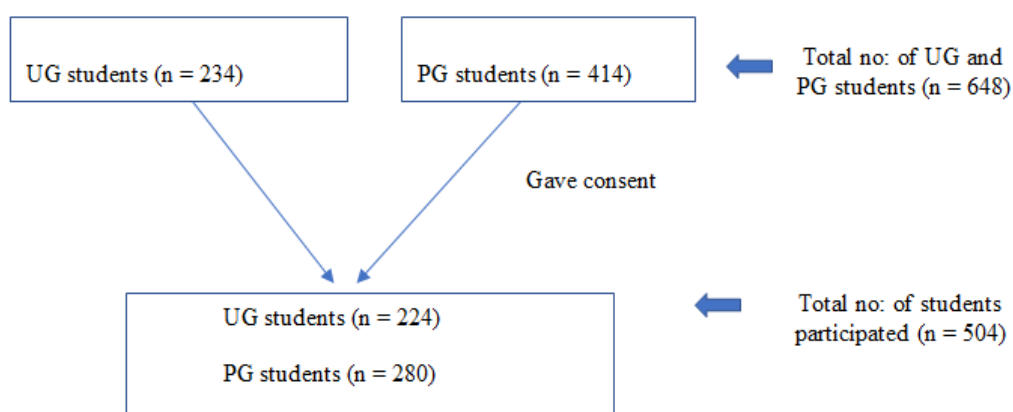 UG students (n = 234)
PG students (n = 414)
Total no: of UG and
PG students (n = 648)
Gave consent
UG students (n = 224)
PG students (n = 280)
Total no: of students
participated (n = 504)